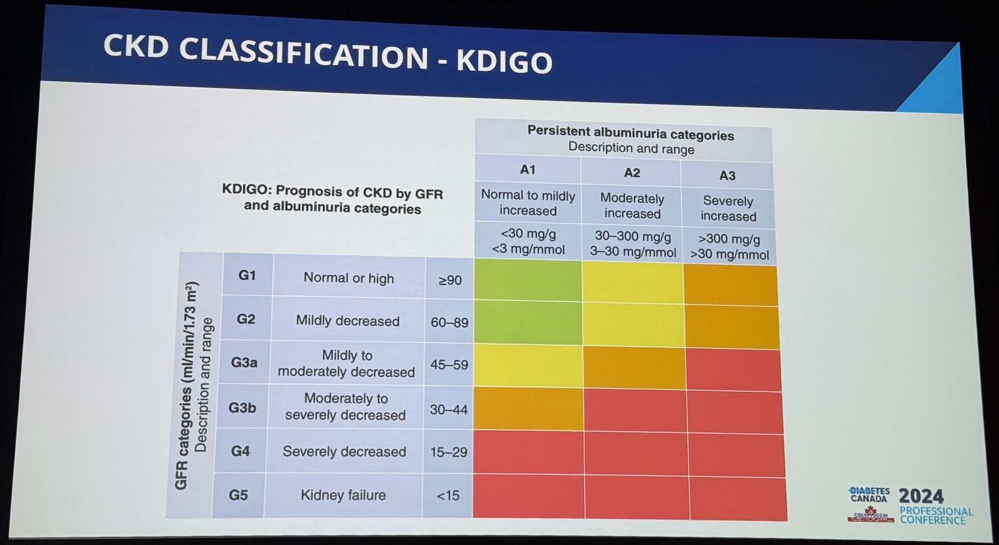 CKD CLASSIFICATION - KDIGO
KDIGO: Prognosis of CKD by GFR
and albuminuria categories
Persistent albuminuria categories
Description and range
A1
A2
A3
Normal to mildly
increased
Moderately
increased
Severely
increased
<30 mg/g
<3 mg/mmol
30–300 mg/g
3–30 mg/mmol
>300 mg/g
>30 mg/mmol
GFR categories (ml/min/1.73 m²)
Description and range
G1
Normal or high
≥90
G2
Mildly decreased
60–89
G3a
Mildly to
moderately decreased
45–59
G3b
Moderately to
severely decreased
30–44
G4
Severely decreased
15–29
G5
Kidney failure
<15
DIABETES
CANADA
CSEM SCEM
2024
PROFESSIONAL
CONFERENCE